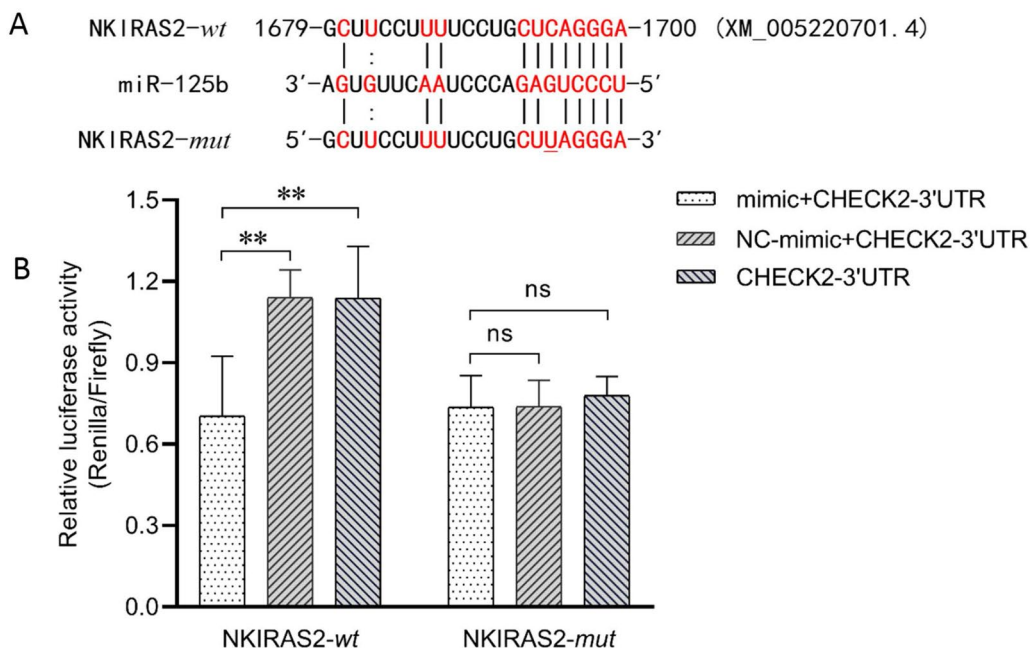 A
NKIRAS2-wt 1679-GCUUCCUUUUCCUGCUCAGGGA-1700 (XM_005220701.4)
miR-125b 3′-AGUGUUCAAUCCCAGAGUCCCU-5′
NKIRAS2-mut 5′-GCUUCCUUUUCCUGCUUAGGGA-3′
B
Relative luciferase activity
(Renilla/Firefly)
1.5
1.2
0.9
0.6
0.3
0.0
**
**
ns
ns
NKIRAS2-wt
NKIRAS2-mut
mimic+CHECK2-3'UTR
NC-mimic+CHECK2-3'UTR
CHECK2-3'UTR